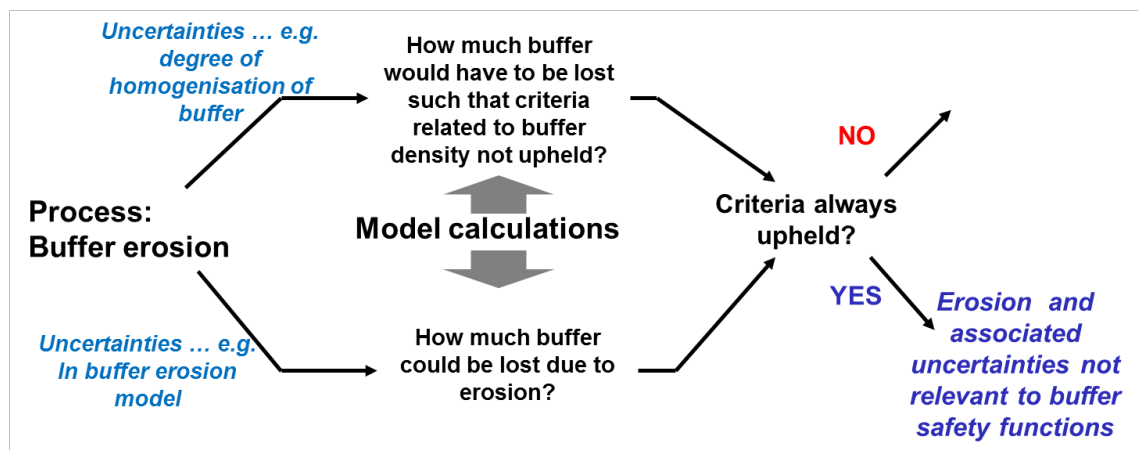 Uncertainties … e.g.
degree of
homogenisation of
buffer
How much buffer
would have to be lost
such that criteria
related to buffer
density not upheld?
Process:
Buffer erosion
Model calculations
NO
Criteria always
upheld?
YES
Uncertainties … e.g.
In buffer erosion
model
How much buffer
could be lost due to
erosion?
Erosion and
associated
uncertainties not
relevant to buffer
safety functions